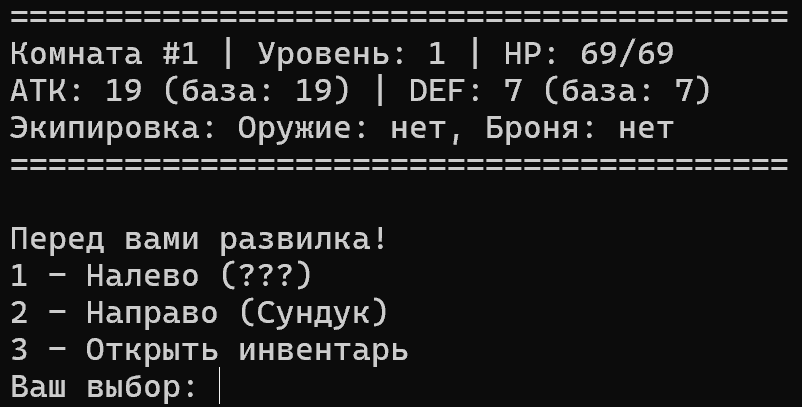 =========================================
Комната #1 | Уровень: 1 | HP: 69/69
АТК: 19 (база: 19) | DEF: 7 (база: 7)
Экипировка: Оружие: нет, Броня: нет
=========================================
Перед вами развилка!
1 – Налево (???)
2 – Направо (Сундук)
3 – Открыть инвентарь
Ваш выбор: